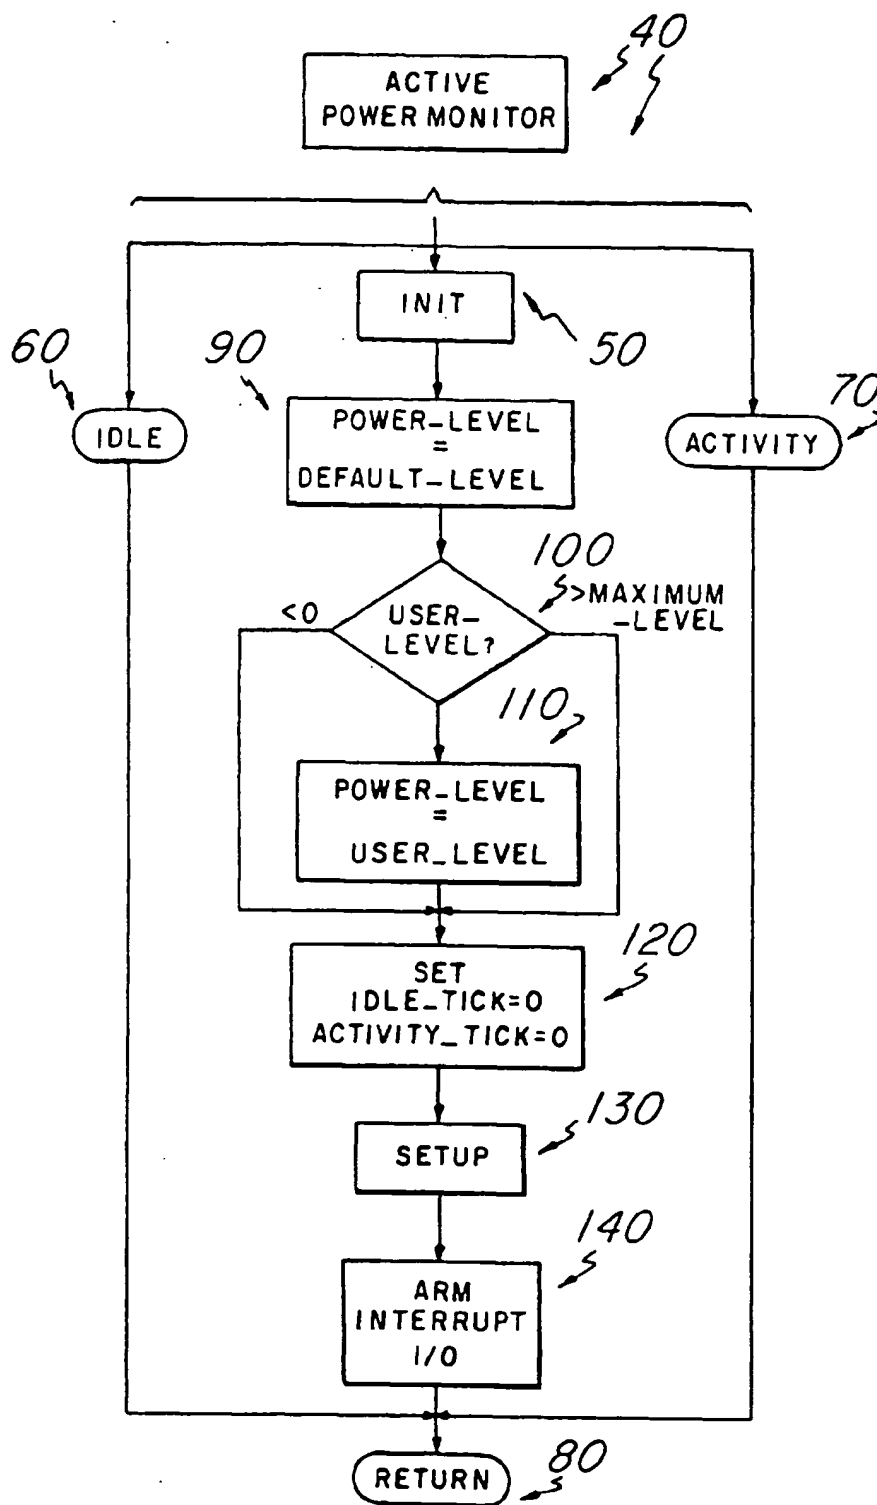 40
ACTIVE
POWER MONITOR
INIT
50
60
90
70
IDLE
POWER_LEVEL
=
DEFAULT_LEVEL
ACTIVITY
100
>MAXIMUM
-LEVEL
<0
USER-
LEVEL?
110
POWER_LEVEL
=
USER_LEVEL
120
SET
IDLE_TICK=0
ACTIVITY_TICK=0
130
SETUP
140
ARM
INTERRUPT
I/O
80
RETURN